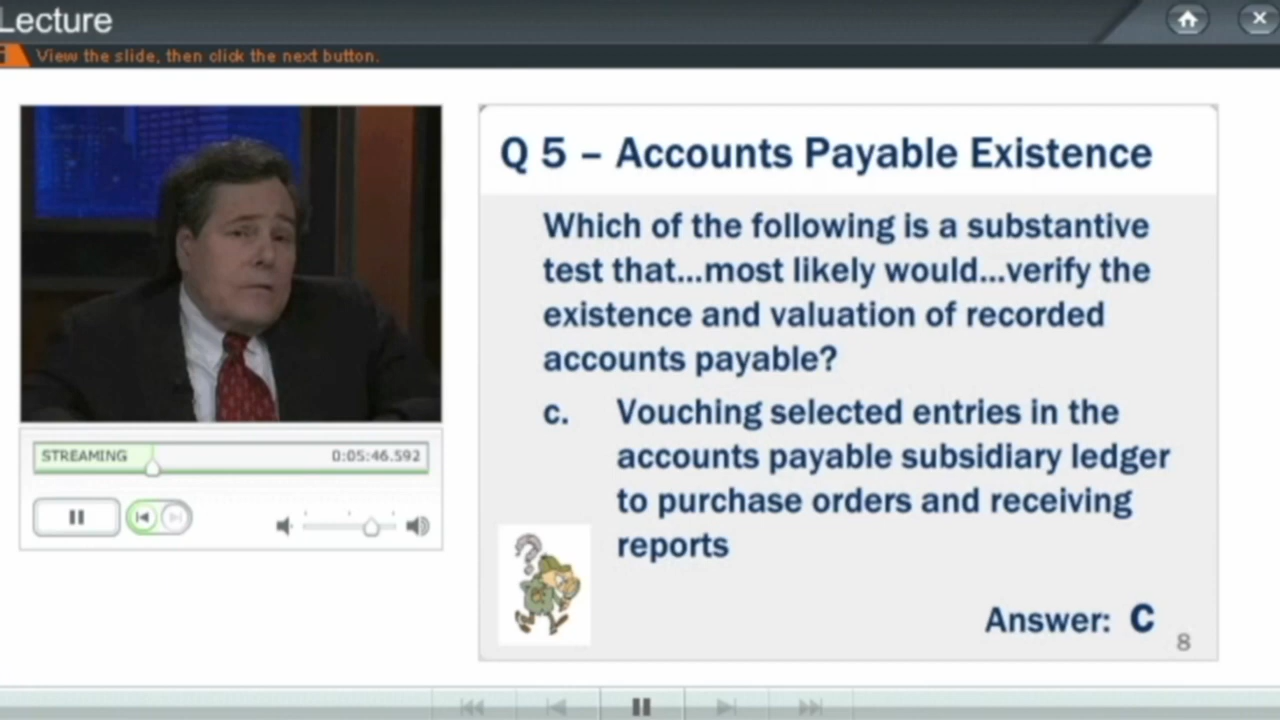 Lecture
View the slide, then click the next button.
Q 5 – Accounts Payable Existence
Which of the following is a substantive
test that...most likely would...verify the
existence and valuation of recorded
accounts payable?
c. Vouching selected entries in the
accounts payable subsidiary ledger
to purchase orders and receiving
reports
Answer: C
8
STREAMING 0:05:46.592